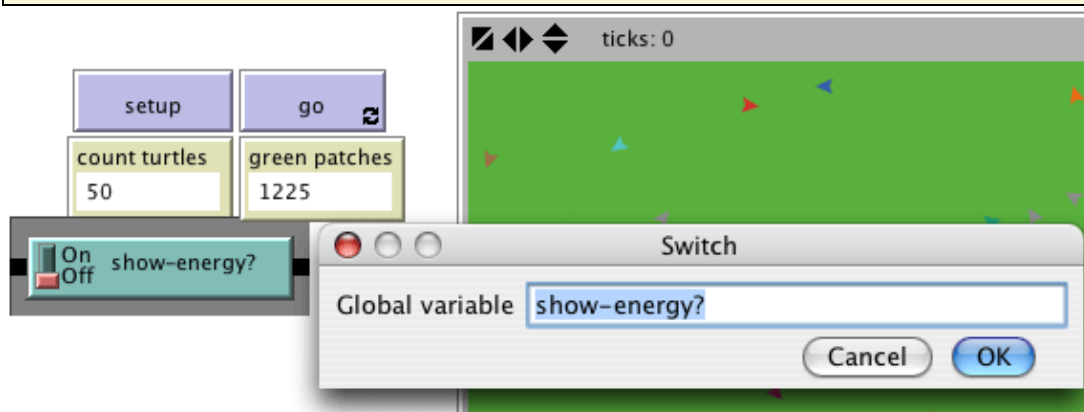 ticks: 0
setup
go
count turtles
green patches
50
1225
On
Off
show-energy?
Switch
Global variable show-energy?
Cancel
OK